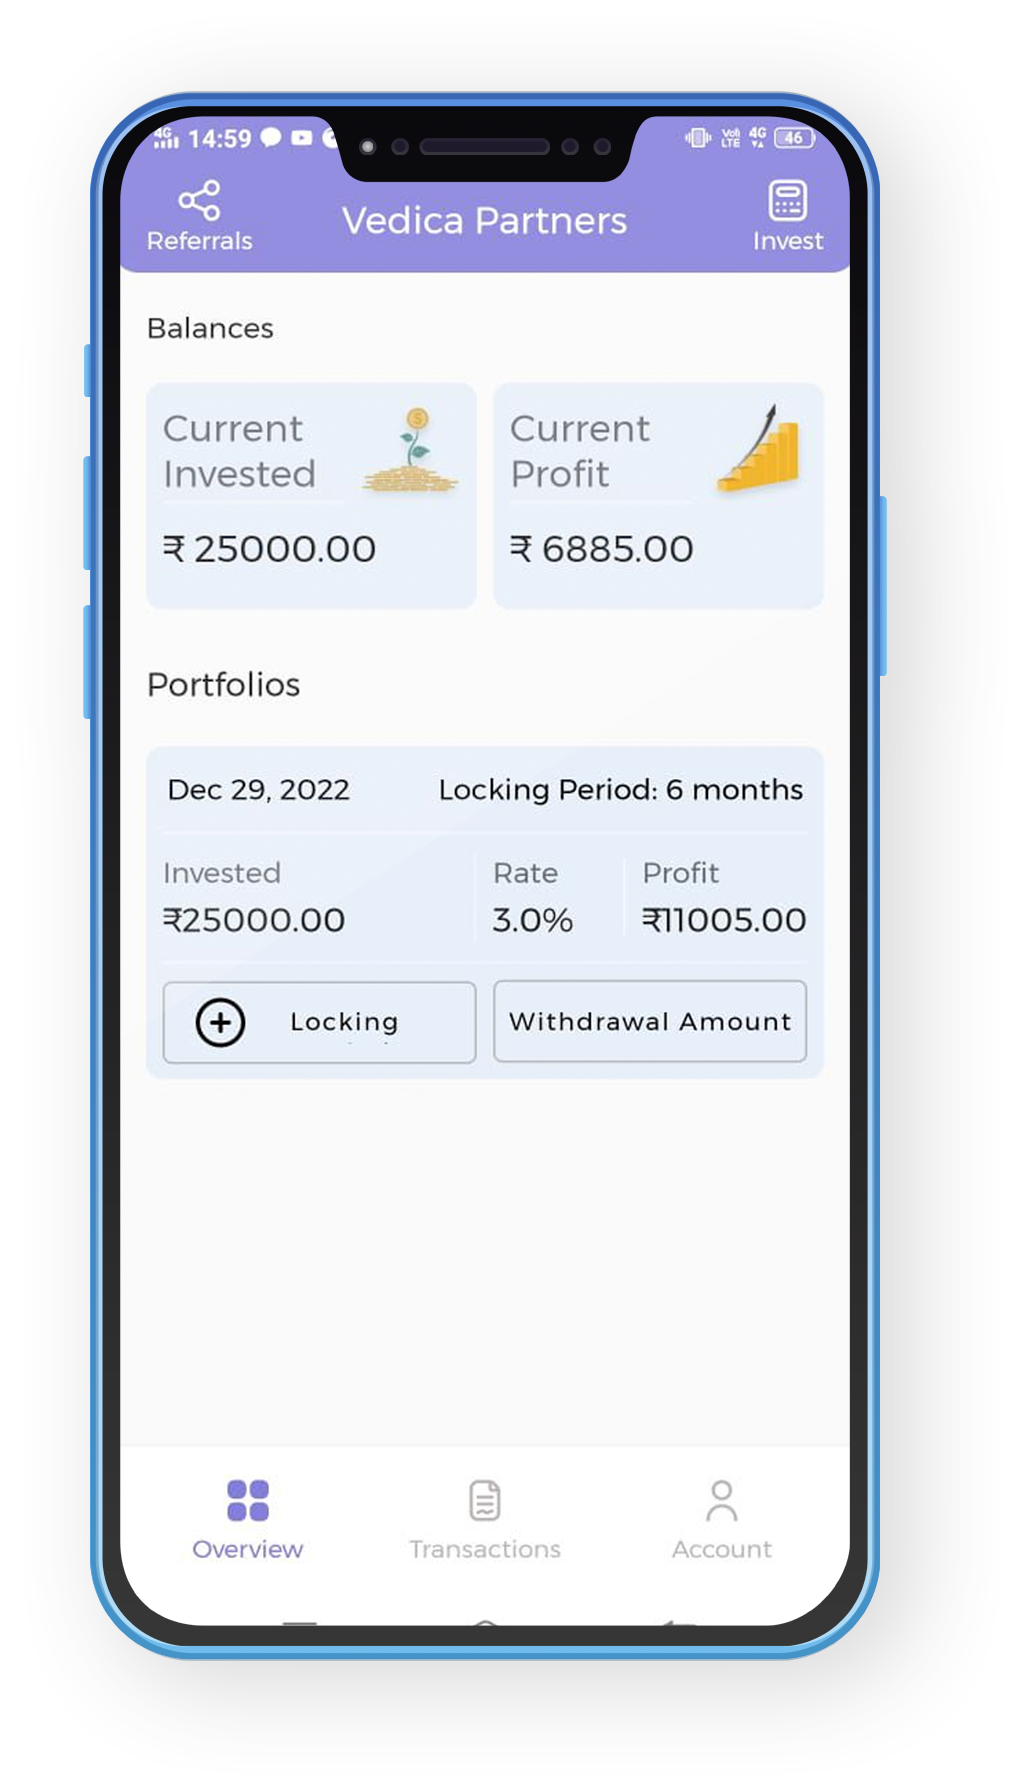 4G 14:59 VoLTE 4G 46
Referrals
Vedica Partners
Invest
Balances
Current
Invested
₹ 25000.00
Current
Profit
₹ 6885.00
Portfolios
Dec 29, 2022 Locking Period: 6 months
Invested Rate Profit
₹25000.00 3.0% ₹11005.00
Locking Withdrawal Amount
Overview Transactions Account